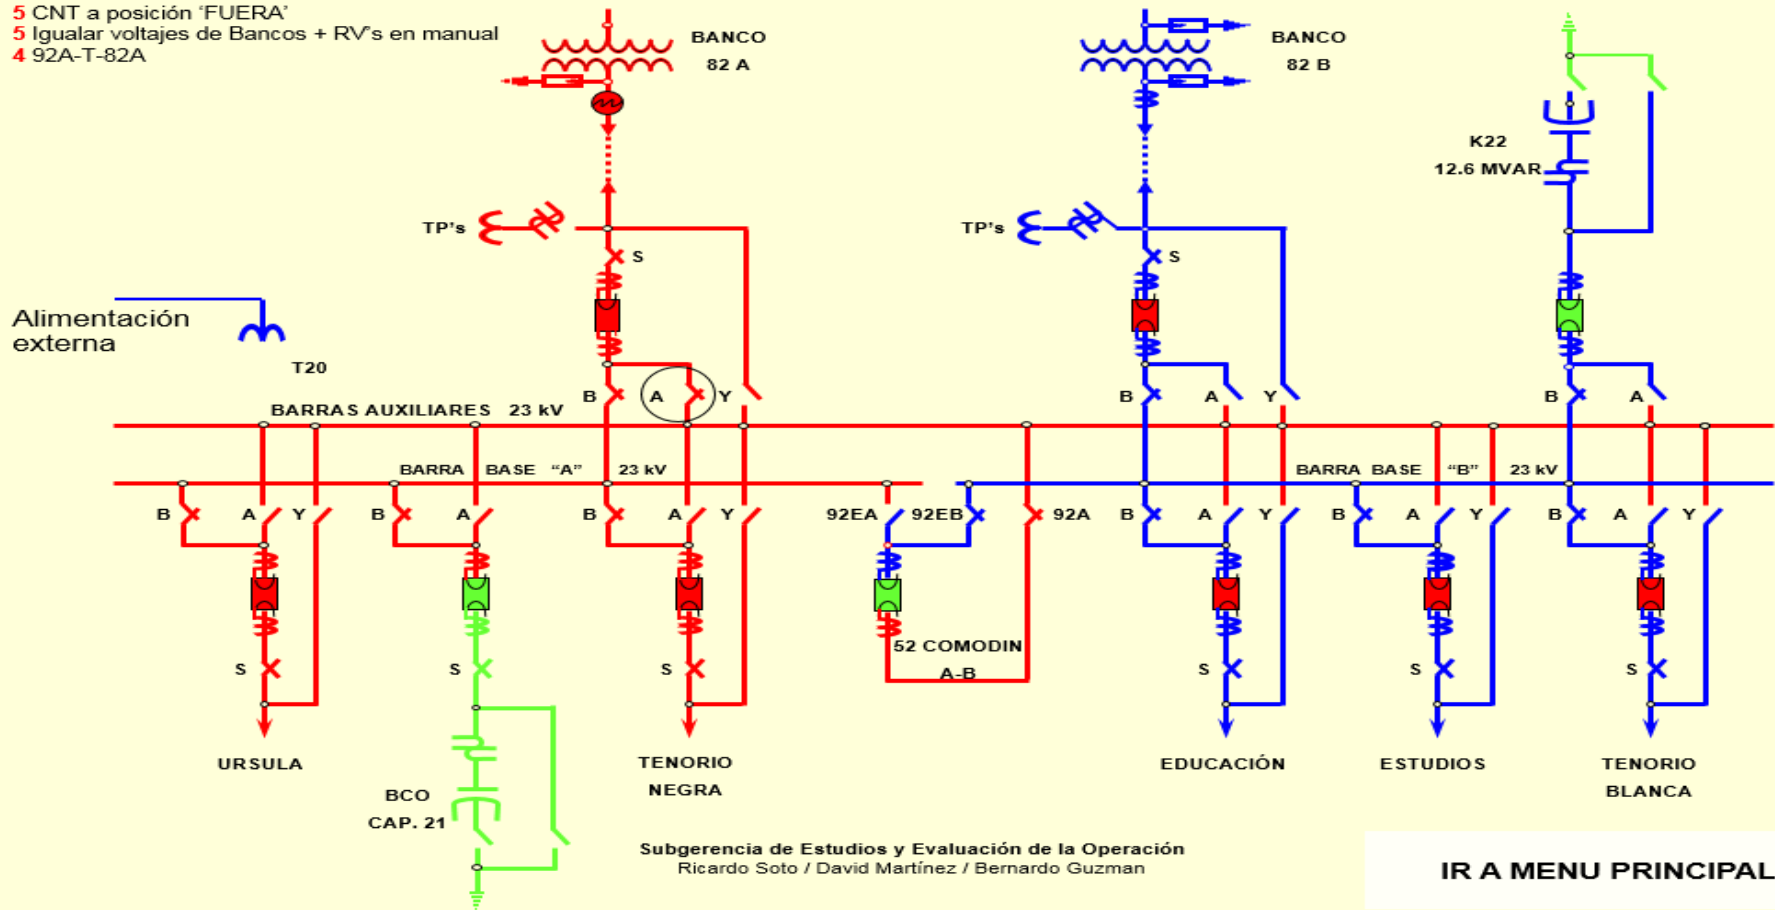 5 CNT a posición ‘FUERA’
5 Igualar voltajes de Bancos + RV's en manual
4 92A-T-82A
BANCO
82 A
BANCO
82 B
K22
12.6 MVAR
TP's
TP's
S
S
Alimentación
externa
T20
B
A
Y
B
A
Y
B
A
BARRAS AUXILIARES 23 kV
BARRA BASE “A” 23 kV
BARRA BASE “B” 23 kV
B
A
Y
B
A
B
A
Y
92EA
92EB
92A
B
A
Y
B
A
Y
B
A
Y
52 COMODIN
A-B
S
S
S
S
S
S
URSULA
TENORIO
NEGRA
EDUCACIÓN
ESTUDIOS
TENORIO
BLANCA
BCO
CAP. 21
Subgerencia de Estudios y Evaluación de la Operación
Ricardo Soto / David Martínez / Bernardo Guzman
IR A MENU PRINCIPAL